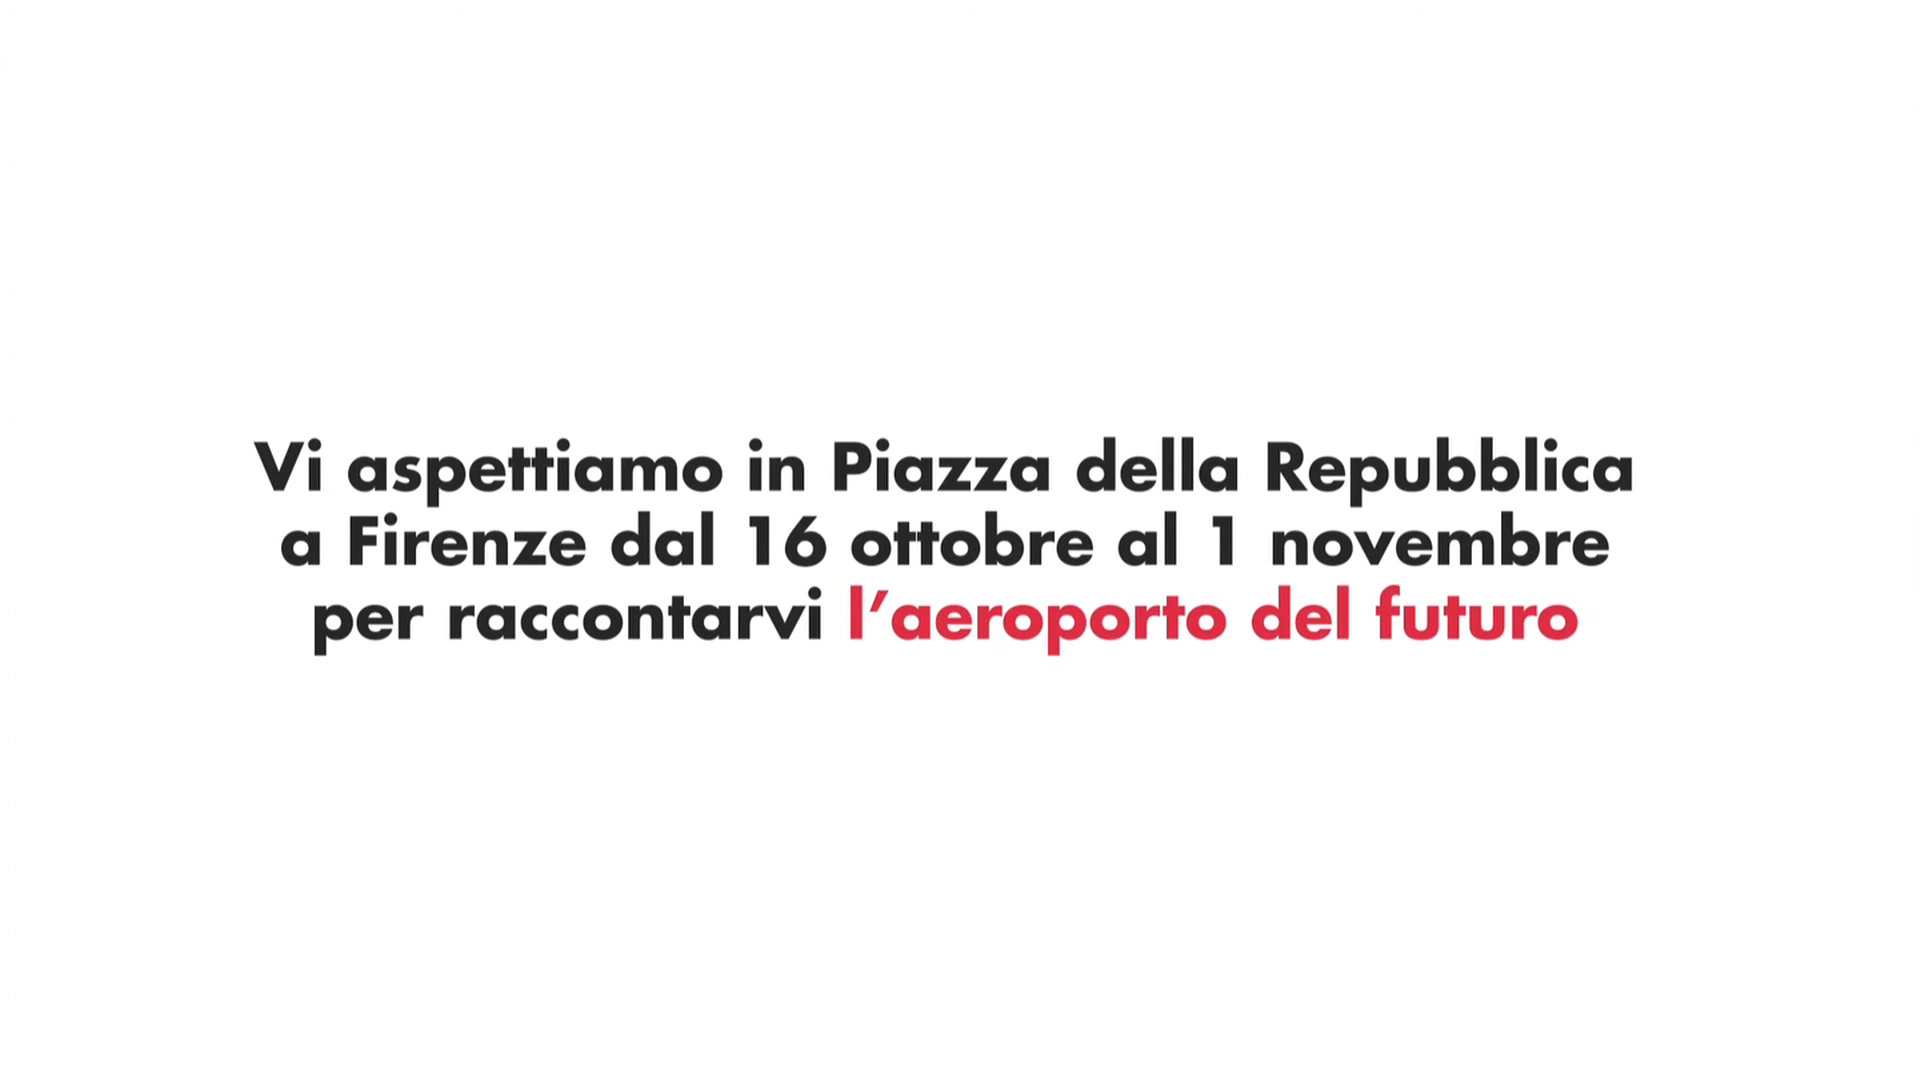 Vi aspettiamo in Piazza della Repubblica
a Firenze dal 16 ottobre al 1 novembre
per raccontarvi l’aeroporto del futuro